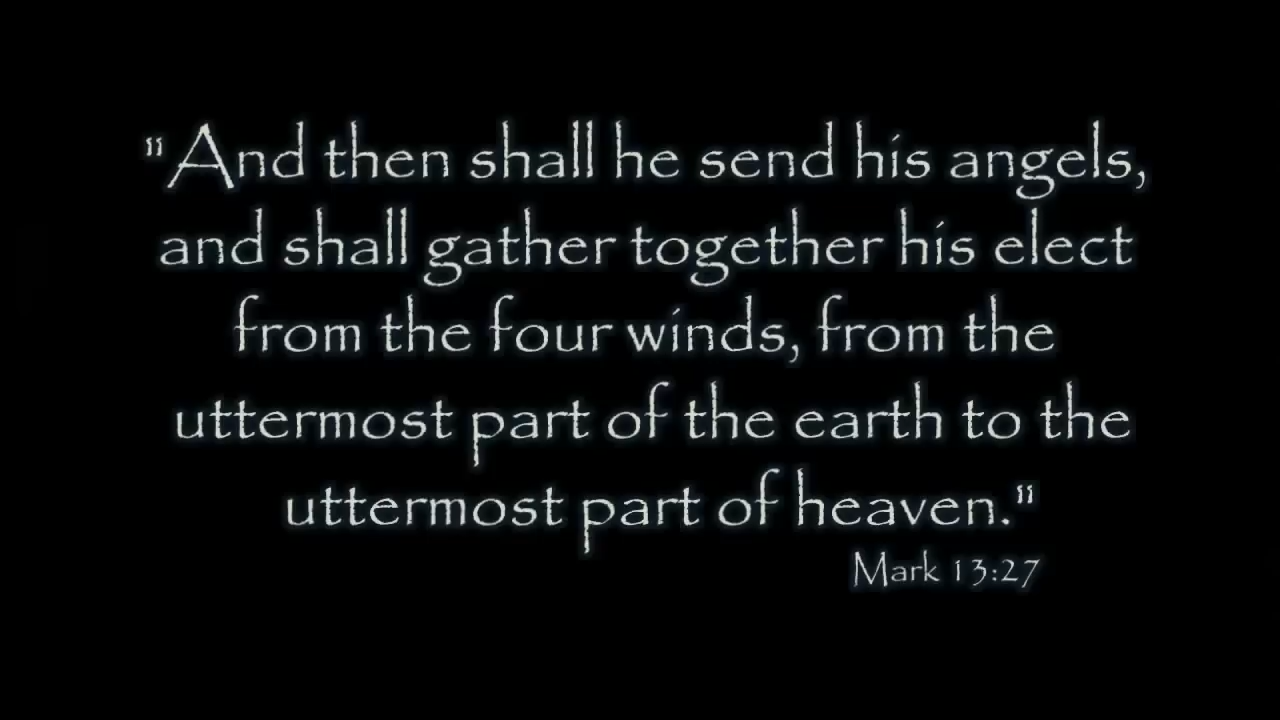 "And then shall he send his angels,
and shall gather together his elect
from the four winds, from the
uttermost part of the earth to the
uttermost part of heaven."
Mark 13:27